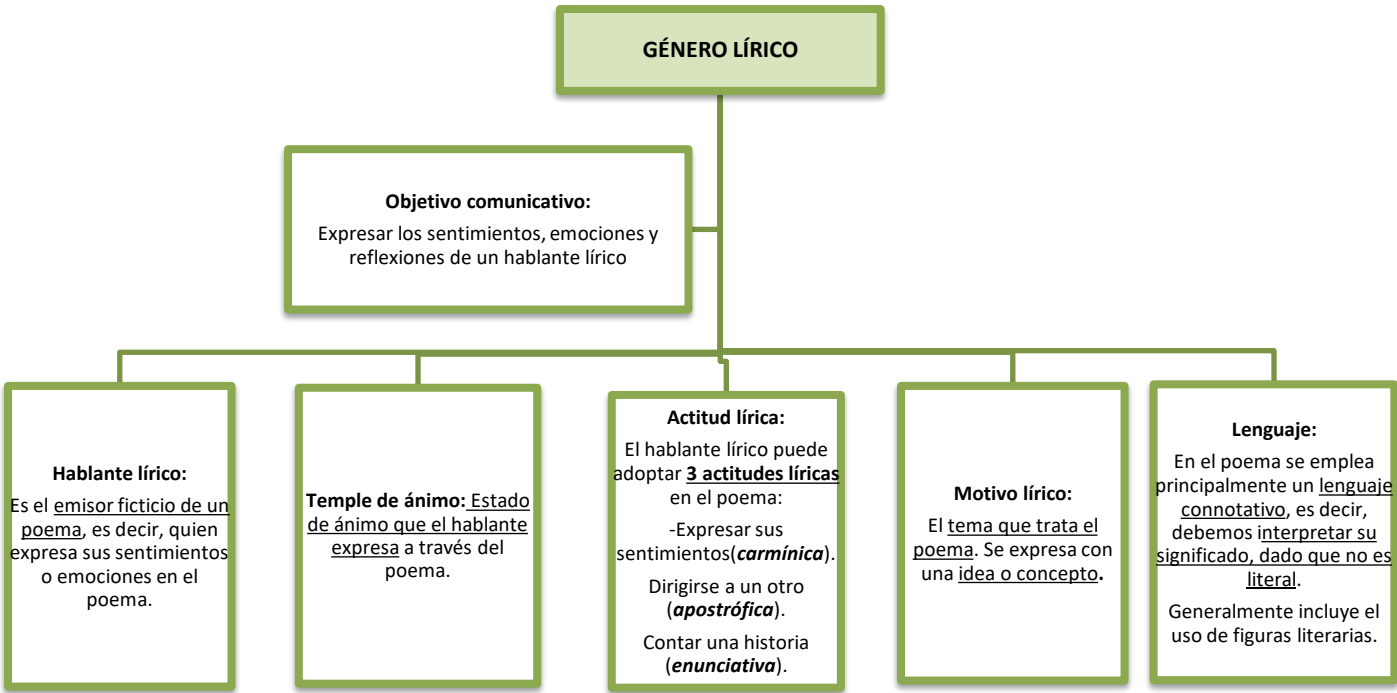 GÉNERO LÍRICO
Objetivo comunicativo:
Expresar los sentimientos, emociones y
reflexiones de un hablante lírico
Hablante lírico:
Es el emisor ficticio de un
poema, es decir, quien
expresa sus sentimientos
o emociones en el
poema.
Temple de ánimo: Estado
de ánimo que el hablante
expresa a través del
poema.
Actitud lírica:
El hablante lírico puede
adoptar 3 actitudes líricas
en el poema:
-Expresar sus
sentimientos(carmínica).
Dirigirse a un otro
(apostrófica).
Contar una historia
(enunciativa).
Motivo lírico:
El tema que trata el
poema. Se expresa con
una idea o concepto.
Lenguaje:
En el poema se emplea
principalmente un lenguaje
connotativo, es decir,
debemos interpretar su
significado, dado que no es
literal.
Generalmente incluye el
uso de figuras literarias.